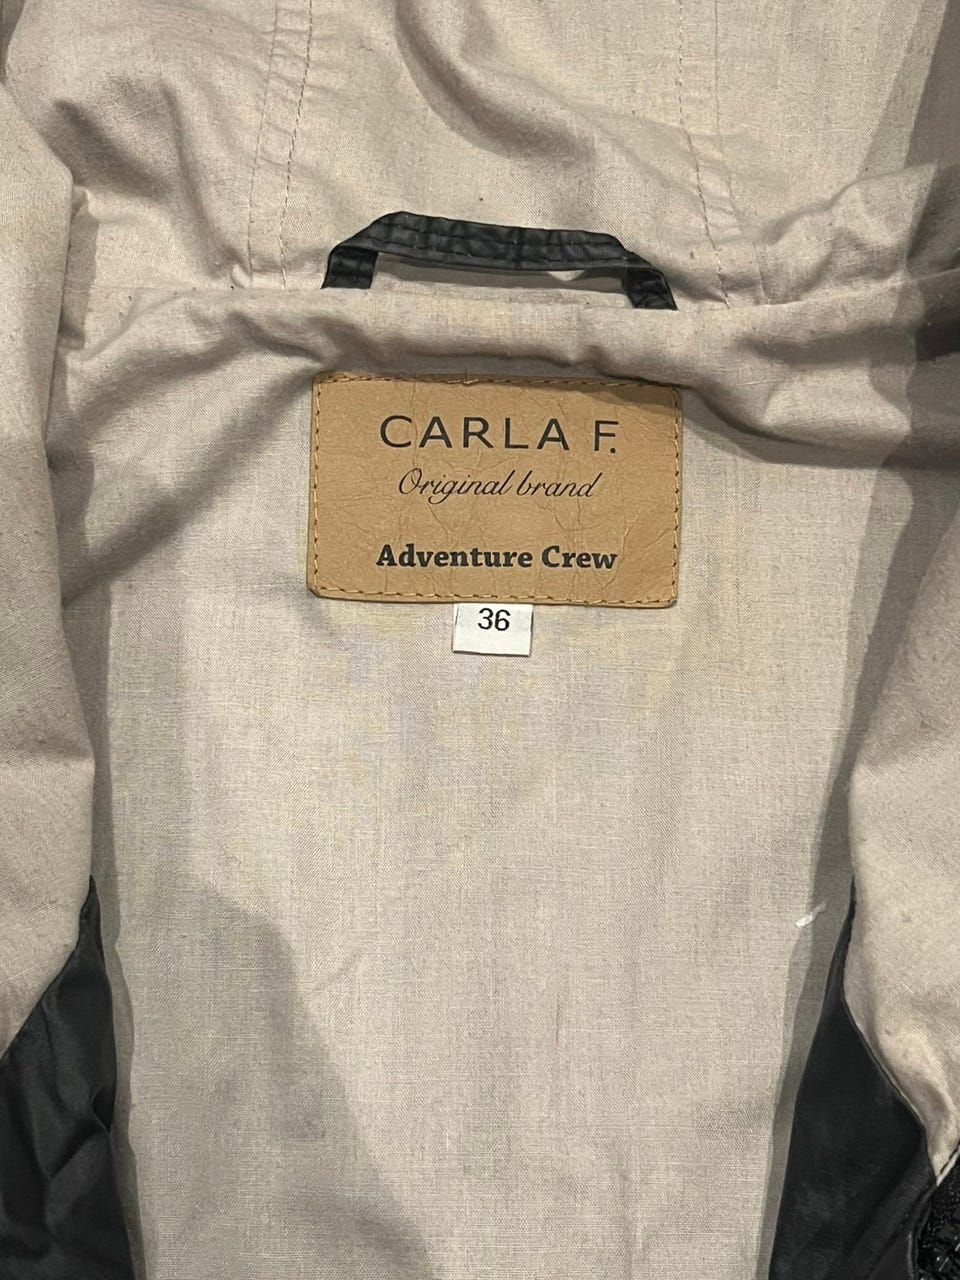 CARLA F.
Original brand
Adventure Crew
36